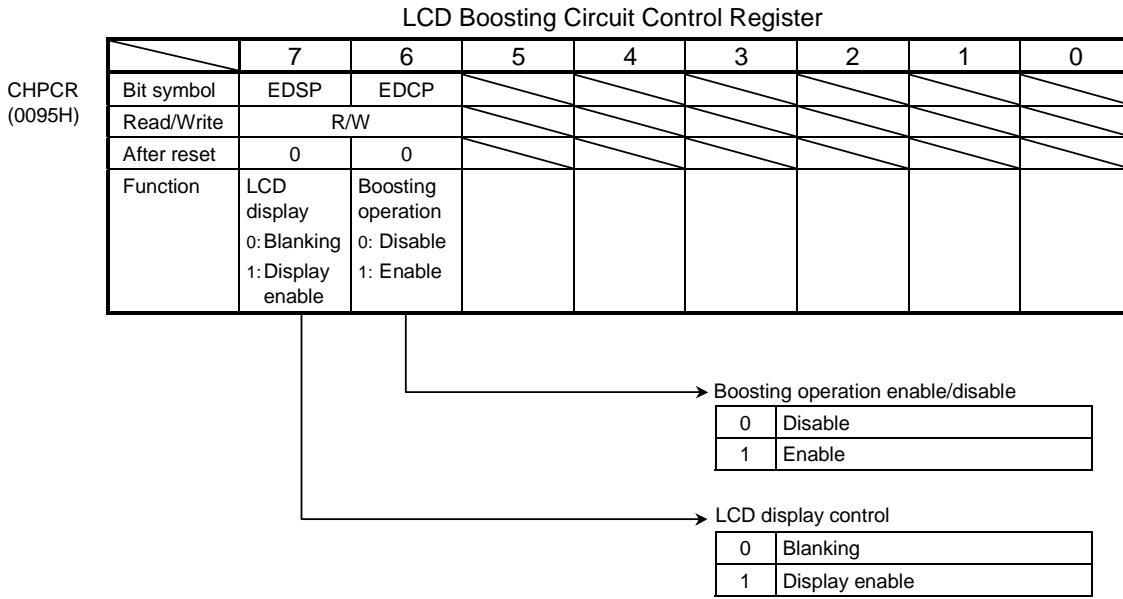 LCD Boosting Circuit Control Register
7 6 5 4 3 2 1 0
CHPCR
(0095H)
Bit symbol EDSP EDCP
Read/Write R/W
After reset 0 0
Function LCD display 0: Blanking 1: Display enable Boosting operation 0: Disable 1: Enable
Boosting operation enable/disable
0 Disable
1 Enable
LCD display control
0 Blanking
1 Display enable